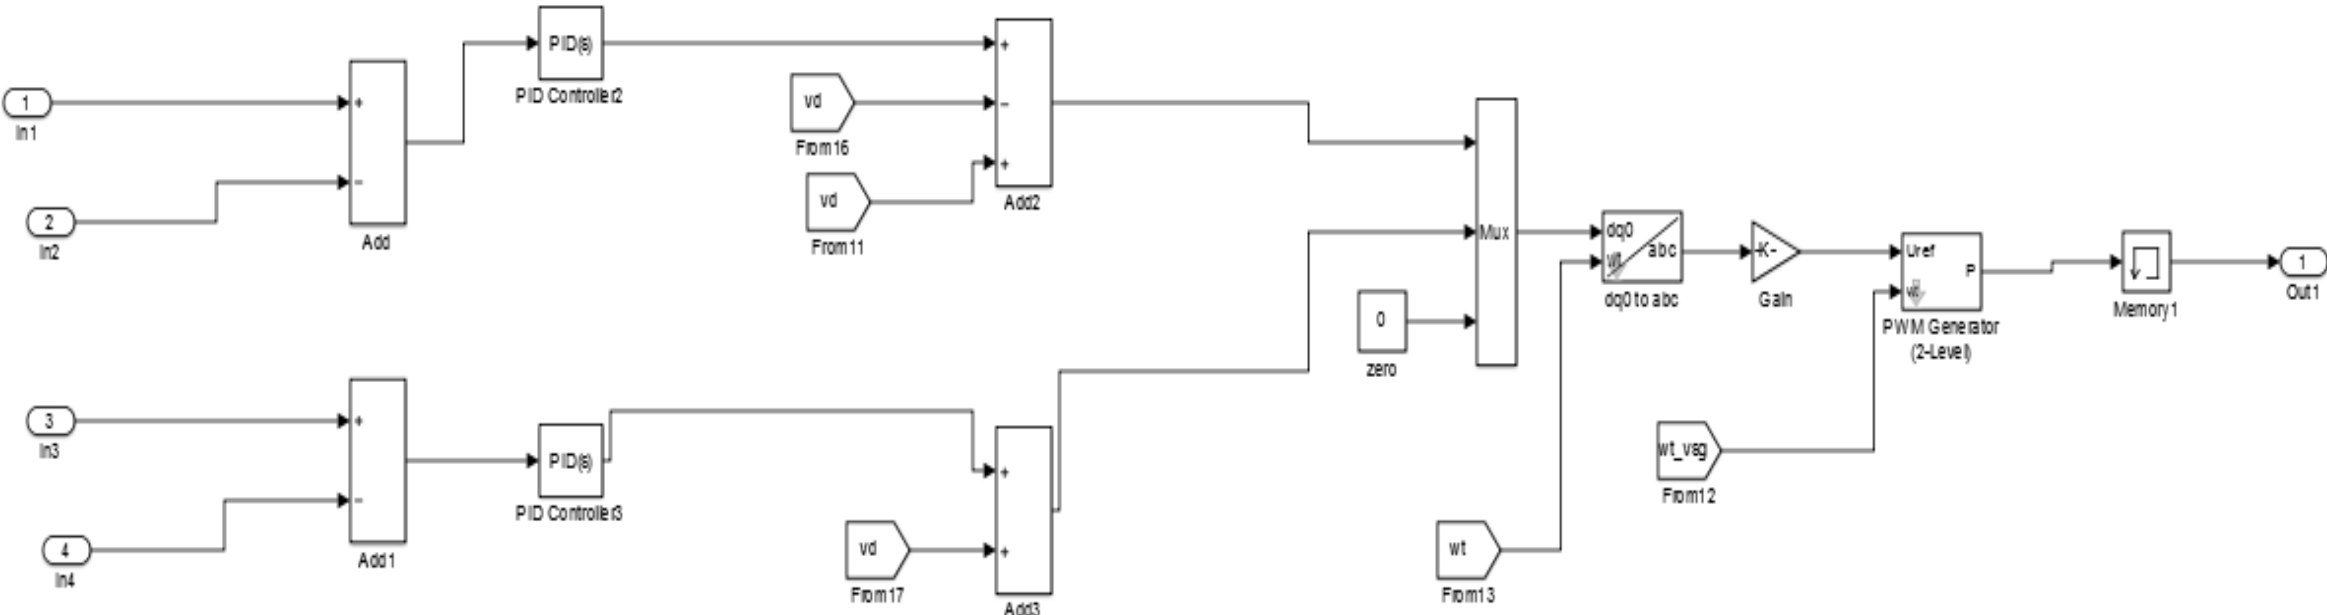 PID(s)
PID Controller2
+
-
+
Add2
vd
From16
vd
From11
1
In1
2
In2
+
-
Add
Mux
0
zero
dq0
wt
abc
dq0 to abc
-K-
Gain
Uref
wt
P
PWM Generator
(2-Level)
Memory1
1
Out1
3
In3
4
In4
+
-
Add1
PID(s)
PID Controller3
+
+
Add3
vd
From17
wt
From13
wt_vsg
From12